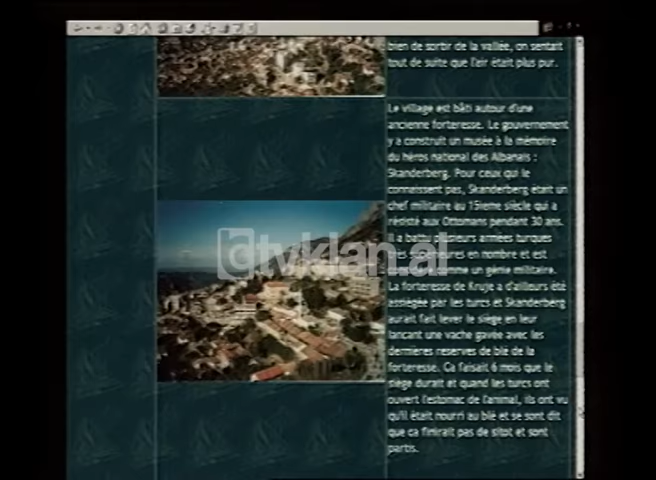 bien de sortir de la vallée, on sentait
tout de suite que l'air était plus pur.
Le village est bâti autour d'une
ancienne forteresse. Le gouvernement
y a construit un musée à la mémoire
du héros national des Albanais :
Skanderberg. Pour ceux qui le
connaissent pas, Skanderberg était un
chef militaire au 15ieme siècle qui a
résisté aux Ottomans pendant 30 ans.
Il a battu plusieurs armées turques
très supérieures en nombre et est
comme un génie militaire.
La forteresse de Kruje a d'ailleurs été
assiégée par les turcs et Skanderberg
aurait fait lever le siège en leur
lancant une vache gavée avec les
dernieres reserves de blé de la
forteresse. Ca faisait 6 mois que le
siège durait et quand les turcs ont
ouvert l'estomac de l'animal, ils ont vu
qu'il était nourri au blé et se sont dit
que ca finirait pas de sitot et sont
partis.
tvklan.al